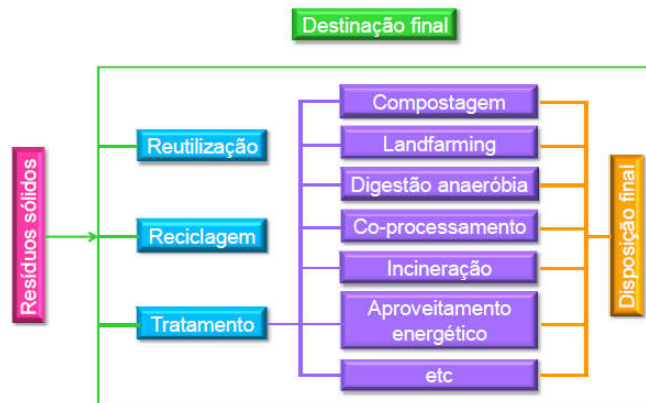 Destinação final
Resíduos sólidos
Reutilização
Reciclagem
Tratamento
Compostagem
Landfarming
Digestão anaeróbia
Co-processamento
Incineração
Aproveitamento
energético
etc
Disposição final